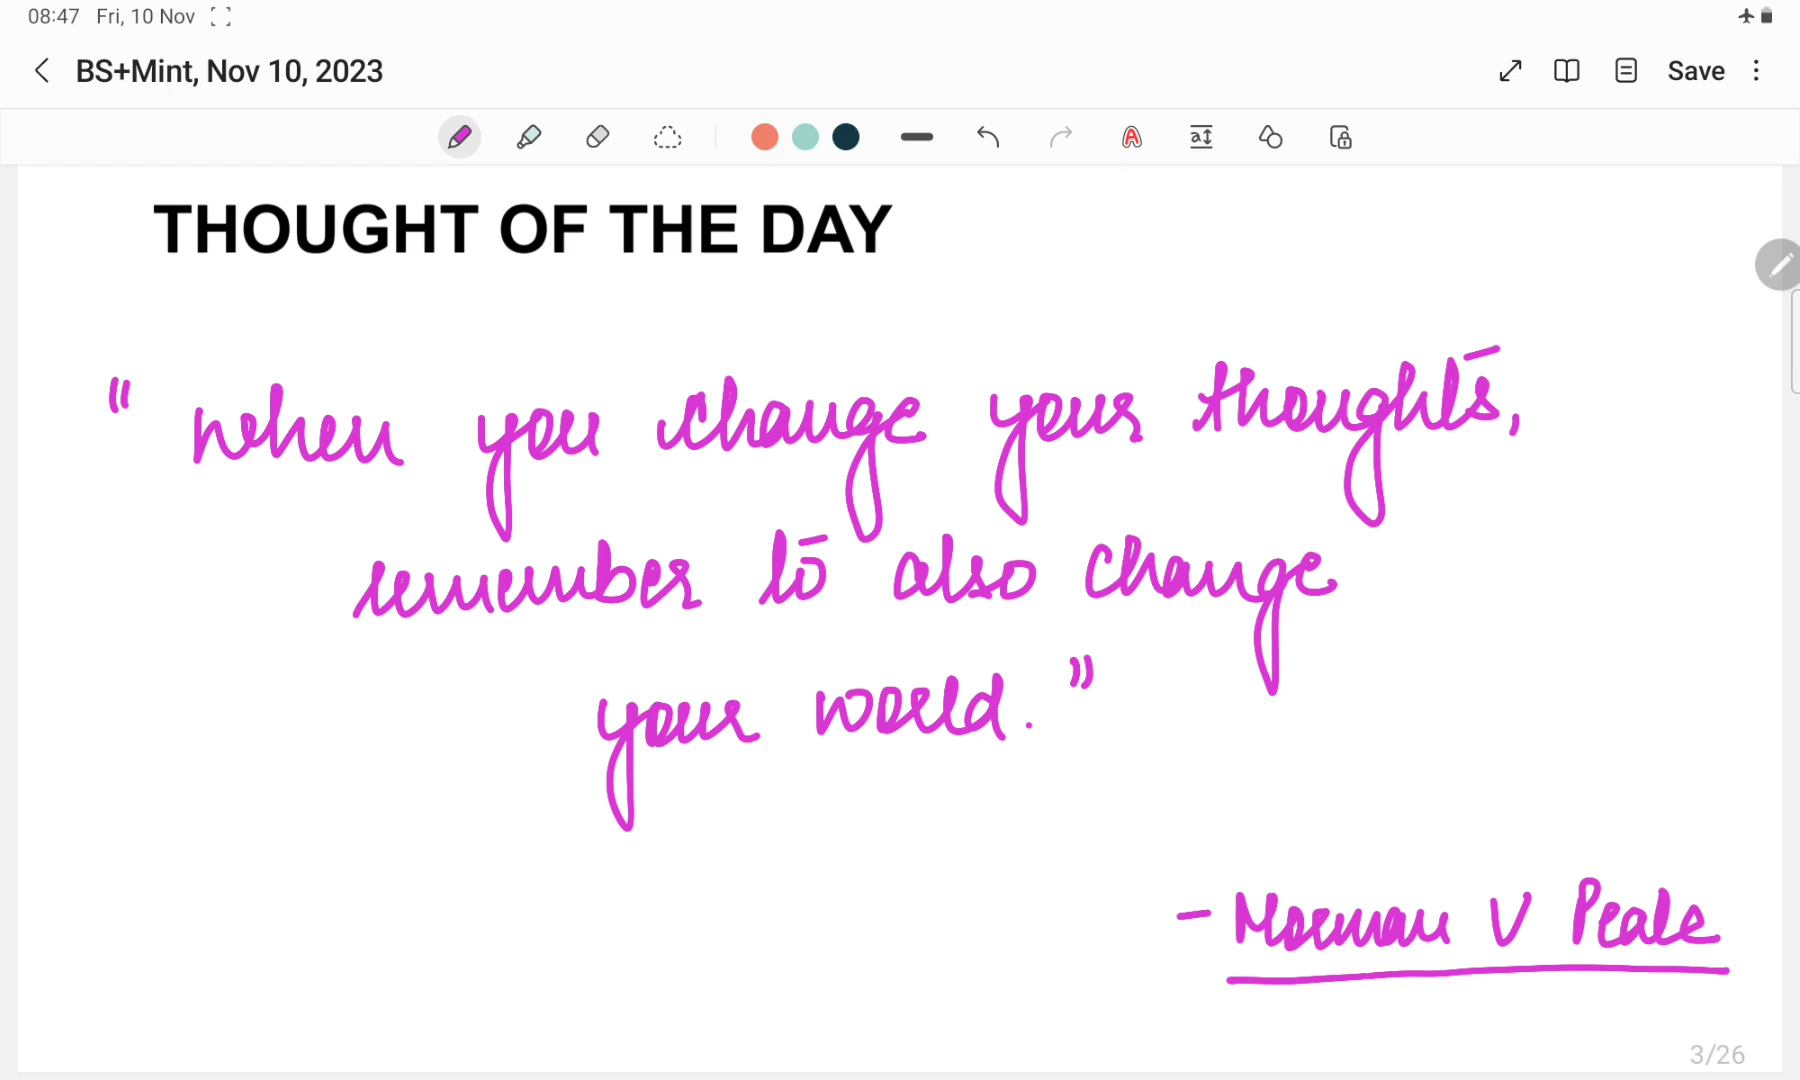 08:47 Fri, 10 Nov
BS+Mint, Nov 10, 2023
Save
THOUGHT OF THE DAY
" when you change your thoughts,
remember to also change
your world. "
- Norman V Peale
3/26